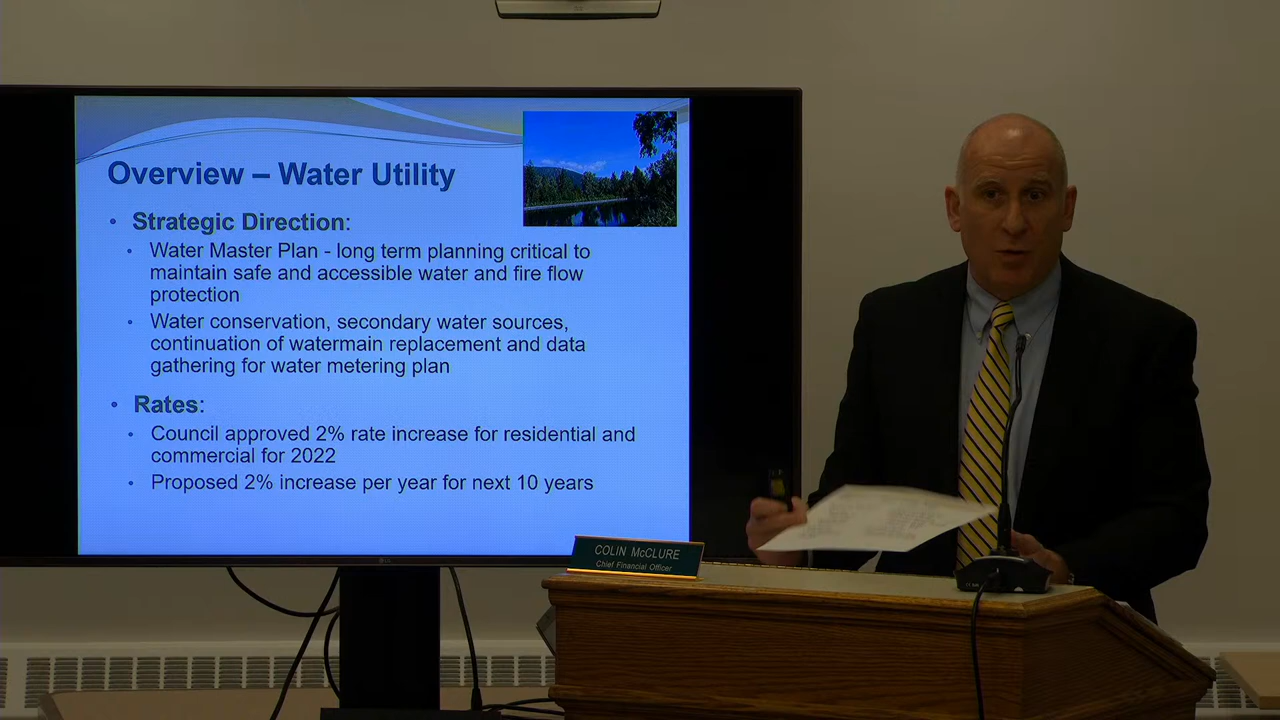 Overview – Water Utility
• Strategic Direction:
• Water Master Plan - long term planning critical to
maintain safe and accessible water and fire flow
protection
• Water conservation, secondary water sources,
continuation of watermain replacement and data
gathering for water metering plan
• Rates:
• Council approved 2% rate increase for residential and
commercial for 2022
• Proposed 2% increase per year for next 10 years
LG
COLIN McCLURE
Chief Financial Officer